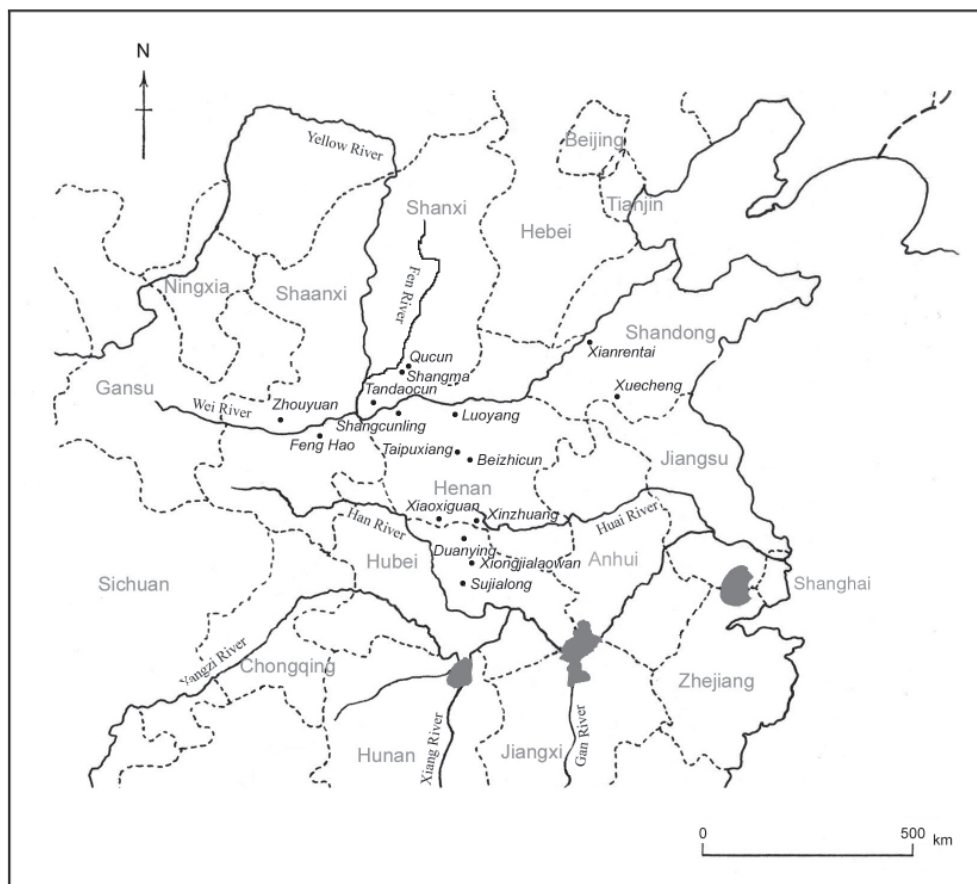 N
Beijing
Yellow River
Tianjin
Shanxi
Hebei
Fen River
Ningxia
Shaanxi
Shandong
Xianrentai
Qucun
Shangma
Gansu
Tandaocun
Xuecheng
Zhouyuan
Wei River
Luoyang
Shangcunling
Feng Hao
Taipuxiang
Beizhicun
Jiangsu
Henan
Xiaoxiguan
Xinzhuang
Han River
Huai River
Duanying
Hubei
Anhui
Xiongjialaowan
Sichuan
Sujialong
Shanghai
Yangzi River
Chongqing
Zhejiang
Hunan
Xiang River
Jiangxi
Gan River
0 500 km